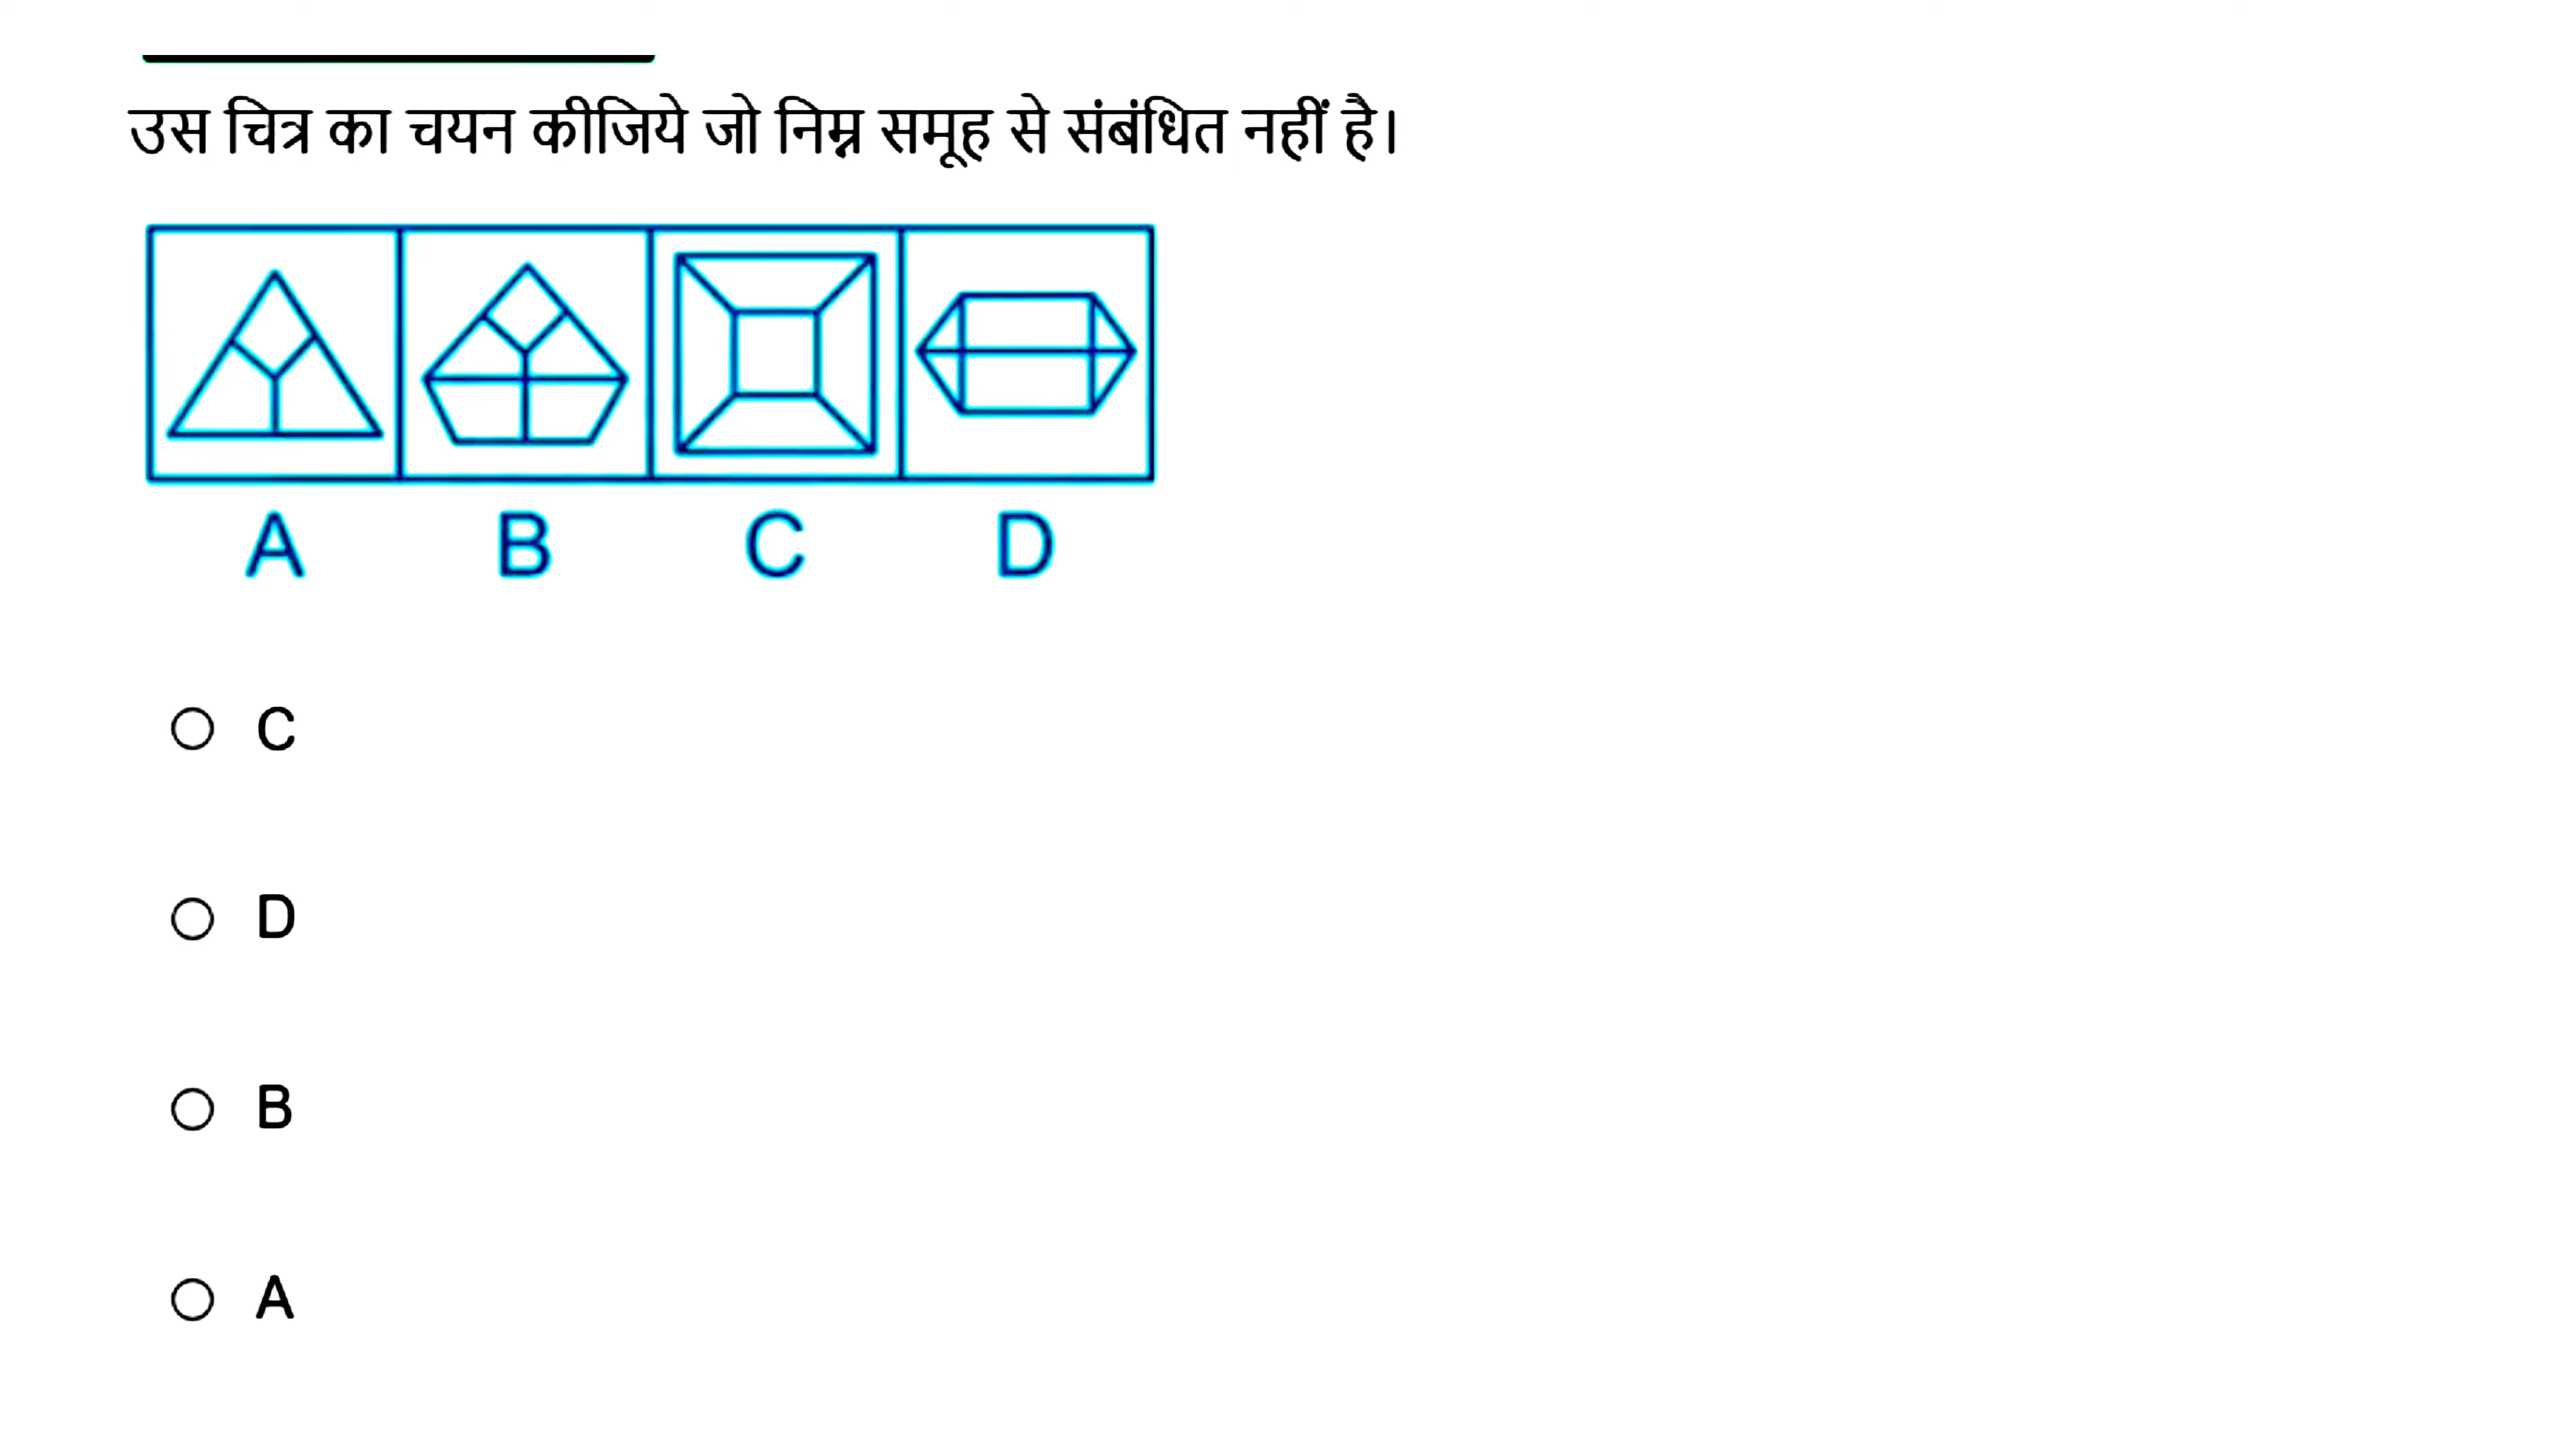 उस चित्र का चयन कीजिये जो निम्न समूह से संबंधित नहीं है।
A B C D
C
D
B
A